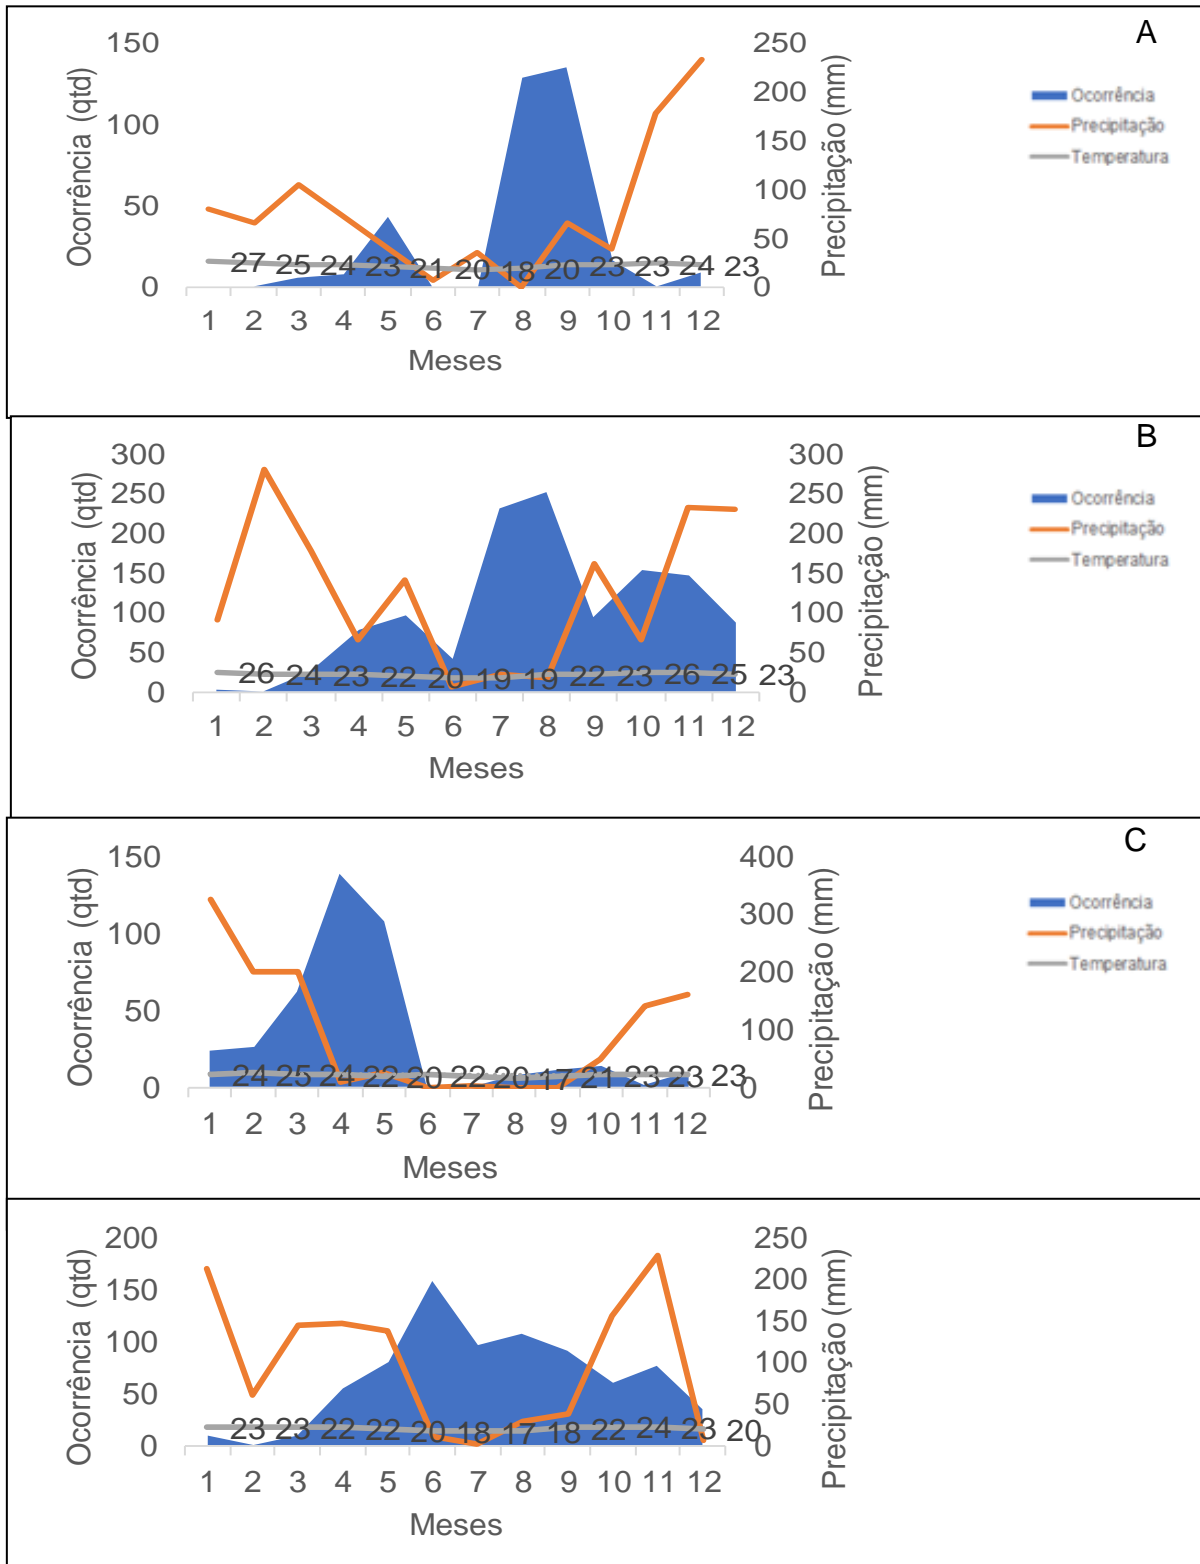 A
Ocorrência (qtd)
150
100
50
0
250
200
150
100
50
0
Precipitação (mm)
27 25 24 23 21 20 18 20 23 23 24 23
1 2 3 4 5 6 7 8 9 10 11 12
Meses
Ocorrência
Precipitação
Temperatura
B
Ocorrência (qtd)
300
250
200
150
100
50
0
300
250
200
150
100
50
0
Precipitação (mm)
26 24 23 22 20 19 19 22 23 26 25 23
1 2 3 4 5 6 7 8 9 10 11 12
Meses
Ocorrência
Precipitação
Temperatura
C
Ocorrência (qtd)
150
100
50
0
400
300
200
100
0
Precipitação (mm)
24 25 24 22 20 22 20 17 21 23 23 23
1 2 3 4 5 6 7 8 9 10 11 12
Meses
Ocorrência
Precipitação
Temperatura
Ocorrência (qtd)
200
150
100
50
0
250
200
150
100
50
0
Precipitação (mm)
23 23 22 22 20 18 17 18 22 24 23 20
1 2 3 4 5 6 7 8 9 10 11 12
Meses